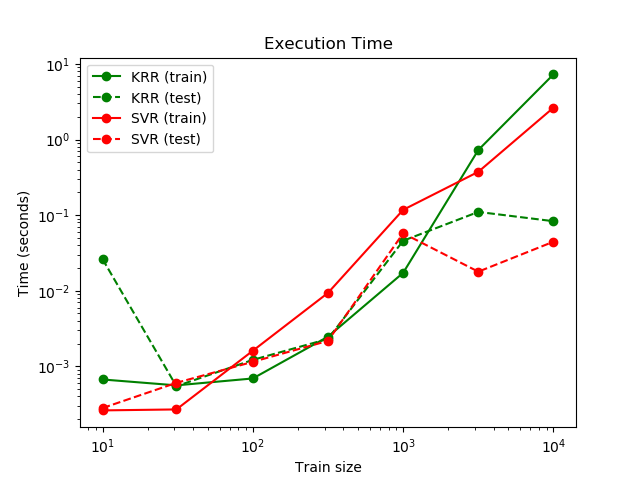 Execution Time
KRR (train)
KRR (test)
SVR (train)
SVR (test)
Time (seconds)
10¹
10⁰
10⁻¹
10⁻²
10⁻³
10¹
10²
10³
10⁴
Train size